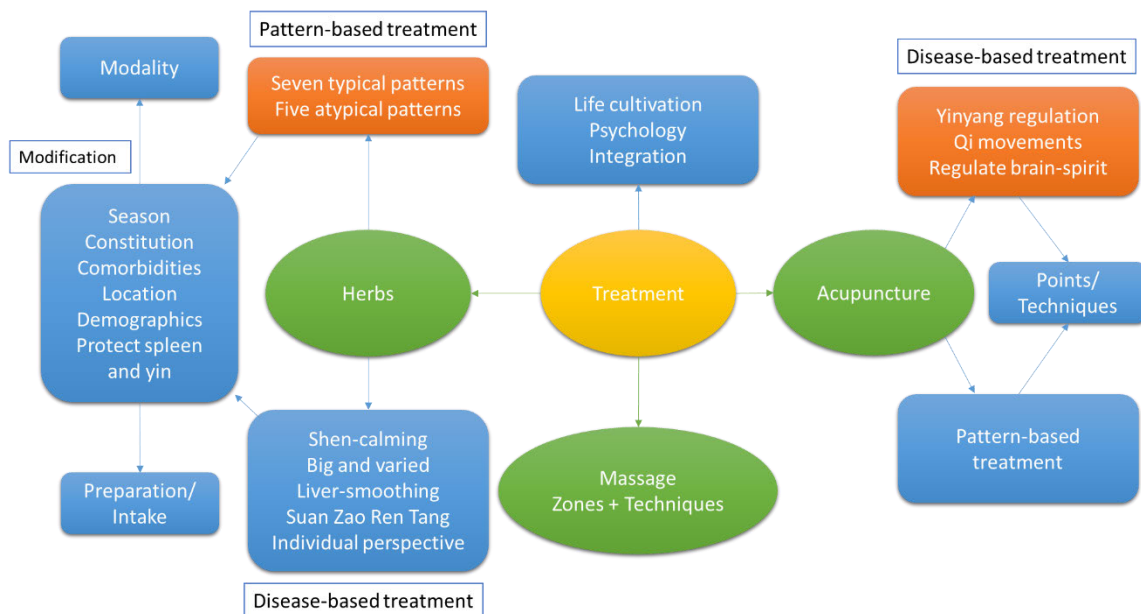 Pattern-based treatment
Modality
Seven typical patterns
Five atypical patterns
Life cultivation
Psychology
Integration
Disease-based treatment
Yinyang regulation
Qi movements
Regulate brain-spirit
Modification
Season
Constitution
Comorbidities
Location
Demographics
Protect spleen
and yin
Herbs
Treatment
Acupuncture
Points/
Techniques
Shen-calming
Big and varied
Liver-smoothing
Suan Zao Ren Tang
Individual perspective
Massage
Zones + Techniques
Pattern-based
treatment
Preparation/
Intake
Disease-based treatment